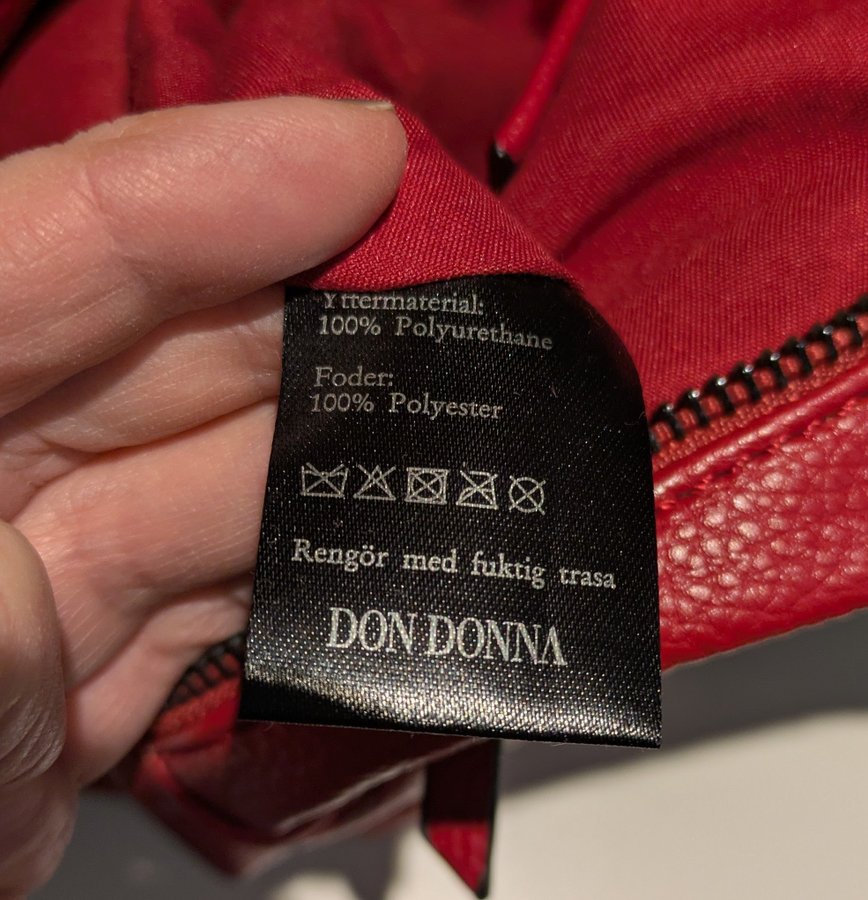 Yttermaterial:
100% Polyurethane
Foder:
100% Polyester
Rengör med fuktig trasa
DON DONNA